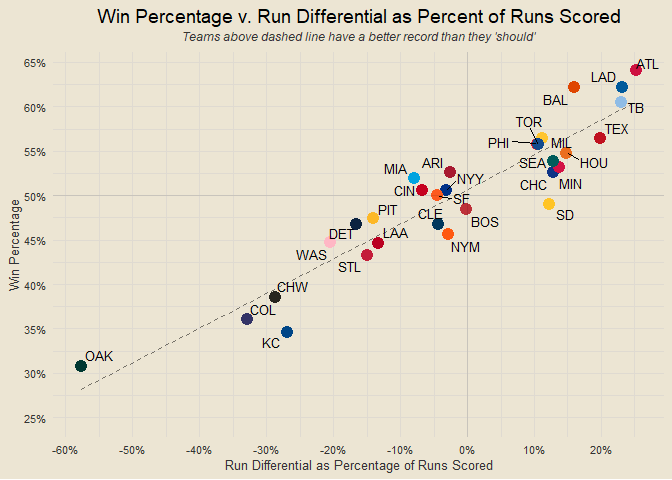 Win Percentage v. Run Differential as Percent of Runs Scored
Teams above dashed line have a better record than they 'should'
65%
ATL
LAD
60%
BAL
TB
TOR
TEX
55%
PHI
MIL
MIA
ARI
SEA
HOU
NYY
CHC
MIN
50%
CIN
SF
PIT
CLE
SD
DET
LAA
BOS
45%
WAS
NYM
STL
40%
CHW
COL
35%
KC
OAK
30%
25%
Win Percentage
-60%
-50%
-40%
-30%
-20%
-10%
0%
10%
20%
Run Differential as Percentage of Runs Scored